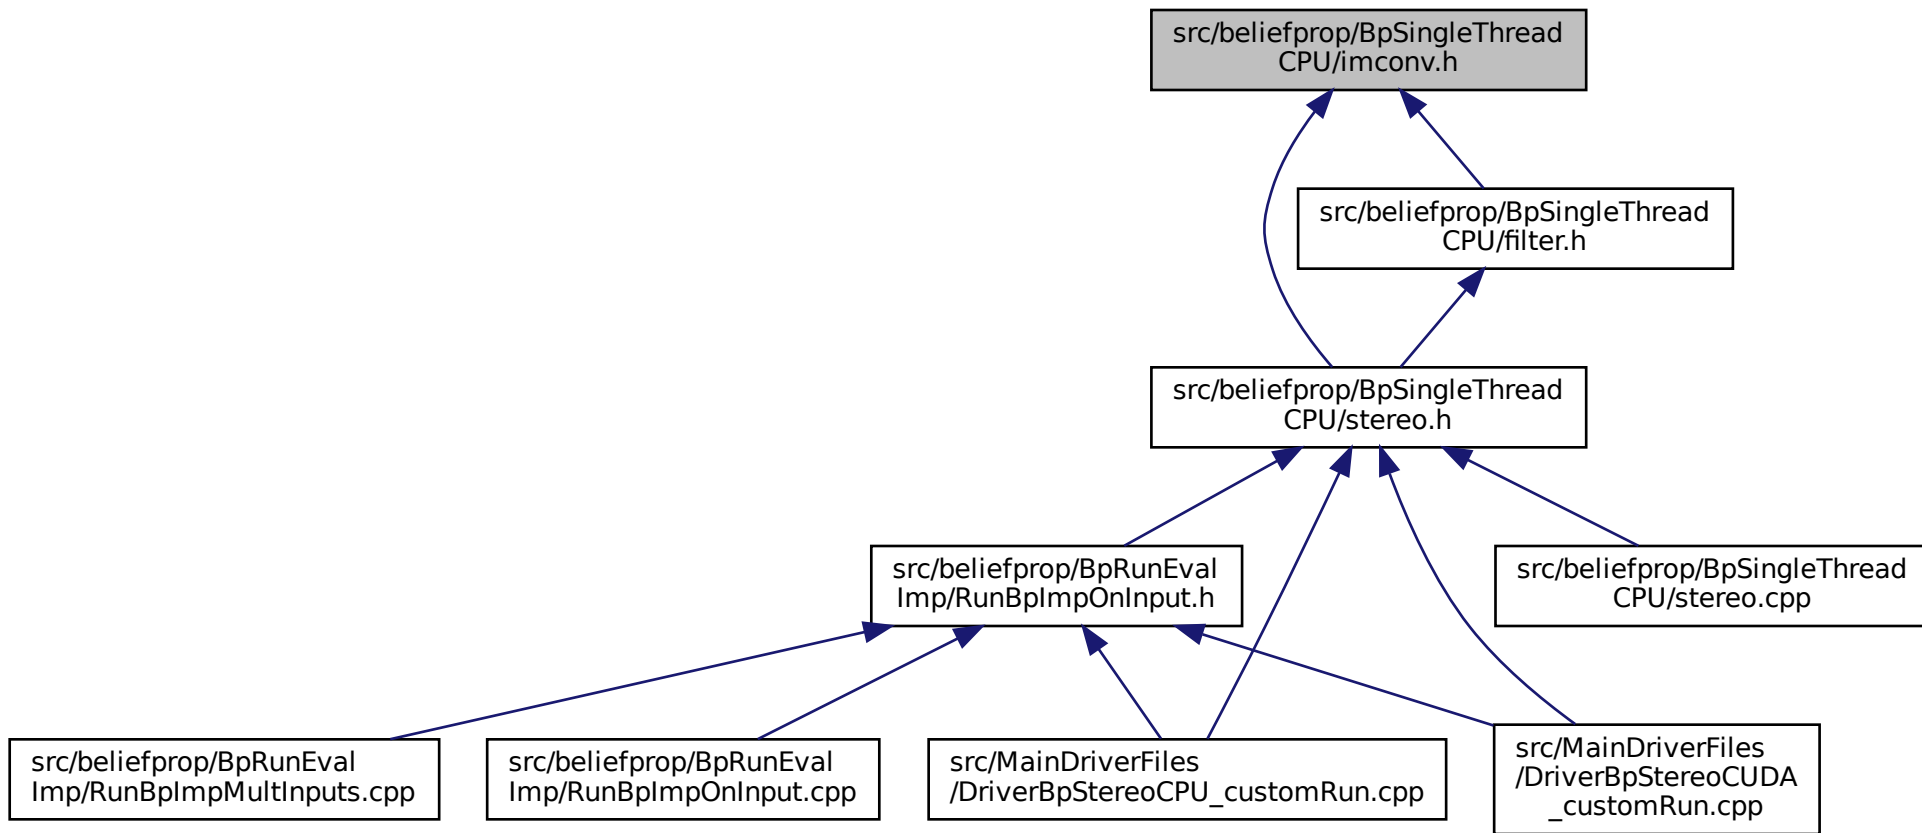 src/beliefprop/BpSingleThread
CPU/imconv.h
src/beliefprop/BpSingleThread
CPU/filter.h
src/beliefprop/BpSingleThread
CPU/stereo.h
src/beliefprop/BpRunEval
Imp/RunBpImpOnInput.h
src/beliefprop/BpSingleThread
CPU/stereo.cpp
src/beliefprop/BpRunEval
Imp/RunBpImpMultInputs.cpp
src/beliefprop/BpRunEval
Imp/RunBpImpOnInput.cpp
src/MainDriverFiles
/DriverBpStereoCPU_customRun.cpp
src/MainDriverFiles
/DriverBpStereoCUDA
_customRun.cpp